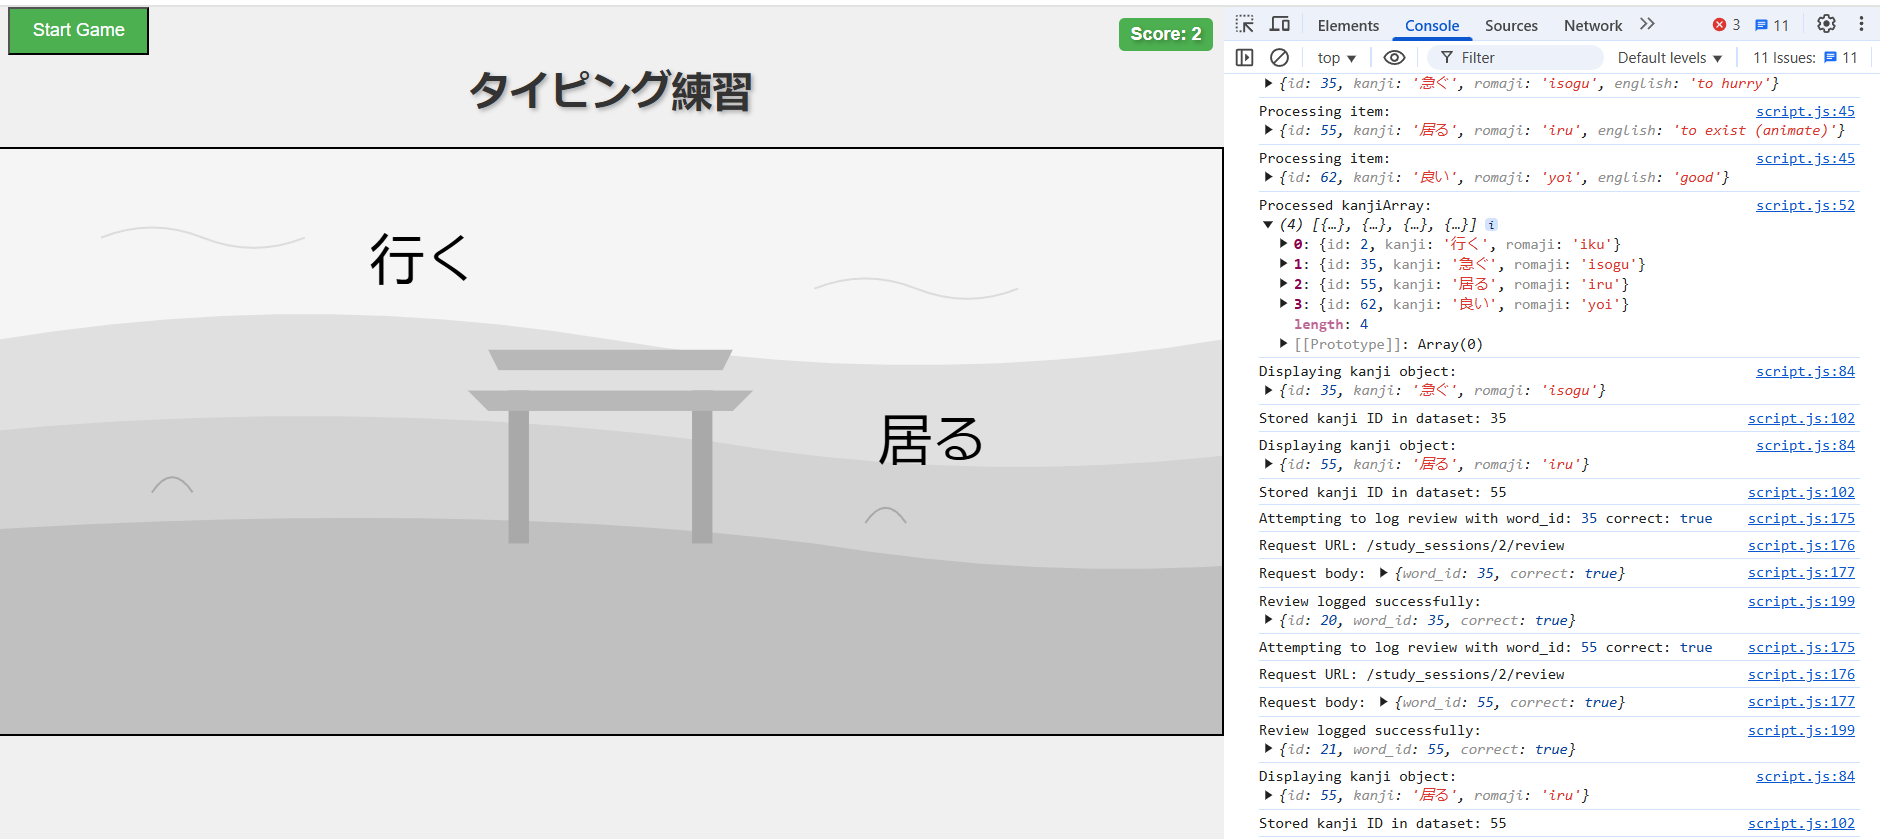 Start Game
Score: 2
タイピング練習
行く
居る
Elements Console Sources Network 3 11
top Filter Default levels 11 Issues: 11
{id: 35, kanji: '急ぐ', romaji: 'isogu', english: 'to hurry'}
Processing item: script.js:45
{id: 55, kanji: '居る', romaji: 'iru', english: 'to exist (animate)'}
Processing item: script.js:45
{id: 62, kanji: '良い', romaji: 'yoi', english: 'good'}
Processed kanjiArray: script.js:52
(4) [{…}, {…}, {…}, {…}] i
0: {id: 2, kanji: '行く', romaji: 'iku'}
1: {id: 35, kanji: '急ぐ', romaji: 'isogu'}
2: {id: 55, kanji: '居る', romaji: 'iru'}
3: {id: 62, kanji: '良い', romaji: 'yoi'}
length: 4
[[Prototype]]: Array(0)
Displaying kanji object: script.js:84
{id: 35, kanji: '急ぐ', romaji: 'isogu'}
Stored kanji ID in dataset: 35 script.js:102
Displaying kanji object: script.js:84
{id: 55, kanji: '居る', romaji: 'iru'}
Stored kanji ID in dataset: 55 script.js:102
Attempting to log review with word_id: 35 correct: true script.js:175
Request URL: /study_sessions/2/review script.js:176
Request body: {word_id: 35, correct: true} script.js:177
Review logged successfully: script.js:199
{id: 20, word_id: 35, correct: true}
Attempting to log review with word_id: 55 correct: true script.js:175
Request URL: /study_sessions/2/review script.js:176
Request body: {word_id: 55, correct: true} script.js:177
Review logged successfully: script.js:199
{id: 21, word_id: 55, correct: true}
Displaying kanji object: script.js:84
{id: 55, kanji: '居る', romaji: 'iru'}
Stored kanji ID in dataset: 55 script.js:102